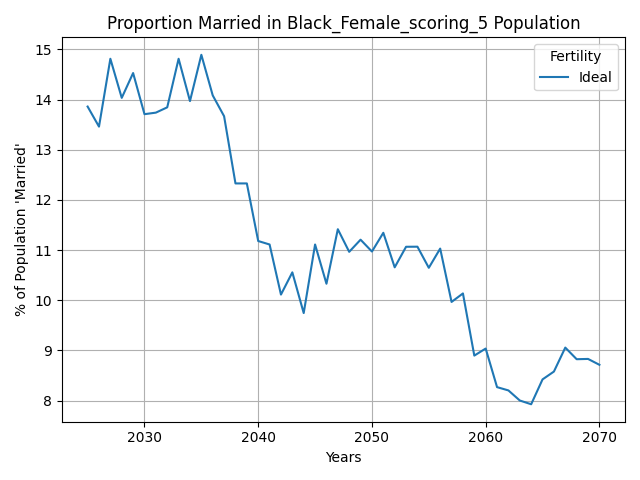 Proportion Married in Black_Female_scoring_5 Population
% of Population 'Married'
15
14
13
12
11
10
9
8
Fertility
Ideal
2030 2040 2050 2060 2070
Years